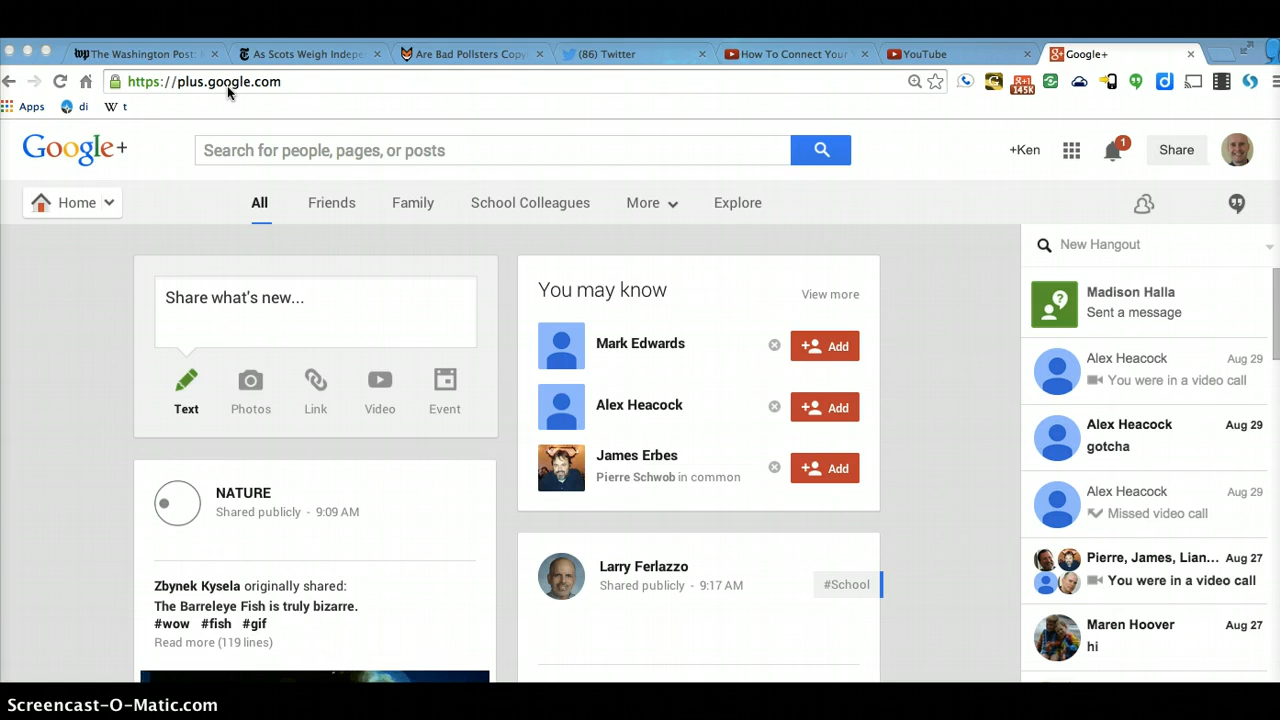 The Washington Post:
As Scots Weigh Indepe
Are Bad Pollsters Copy
(86) Twitter
How To Connect Your
YouTube
Google+
https://plus.google.com
145K
Apps
di
W t
Google+
Search for people, pages, or posts
+Ken
1
Share
Home
All
Friends
Family
School Colleagues
More
Explore
New Hangout
Share what's new...
Text
Photos
Link
Video
Event
You may know
View more
Mark Edwards
Add
Alex Heacock
Add
James Erbes
Pierre Schwob in common
Add
NATURE
Shared publicly - 9:09 AM
Zbynek Kysela originally shared:
The Barreleye Fish is truly bizarre.
#wow #fish #gif
Read more (119 lines)
Larry Ferlazzo
Shared publicly - 9:17 AM
#School
Madison Halla
Sent a message
Alex Heacock Aug 29
You were in a video call
Alex Heacock Aug 29
gotcha
Alex Heacock Aug 29
Missed video call
Pierre, James, Lian... Aug 27
You were in a video call
Maren Hoover Aug 27
hi
Screencast-O-Matic.com